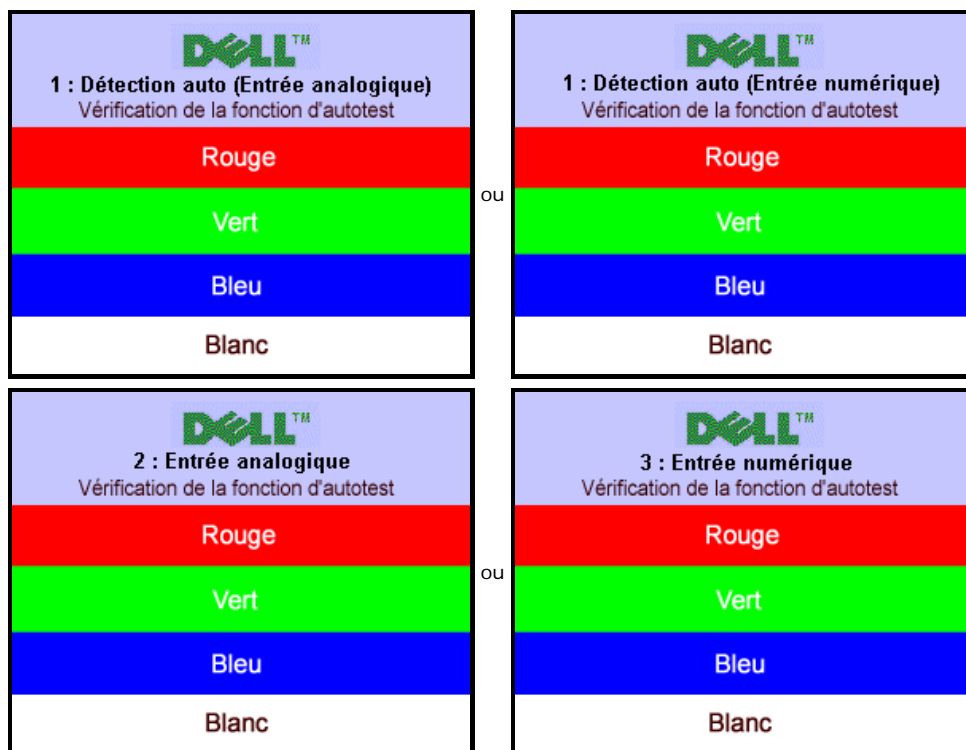 DELL™
1 : Détection auto (Entrée analogique)
Vérification de la fonction d'autotest
Rouge
Vert
Bleu
Blanc
ou
DELL™
1 : Détection auto (Entrée numérique)
Vérification de la fonction d'autotest
Rouge
Vert
Bleu
Blanc
DELL™
2 : Entrée analogique
Vérification de la fonction d'autotest
Rouge
Vert
Bleu
Blanc
ou
DELL™
3 : Entrée numérique
Vérification de la fonction d'autotest
Rouge
Vert
Bleu
Blanc